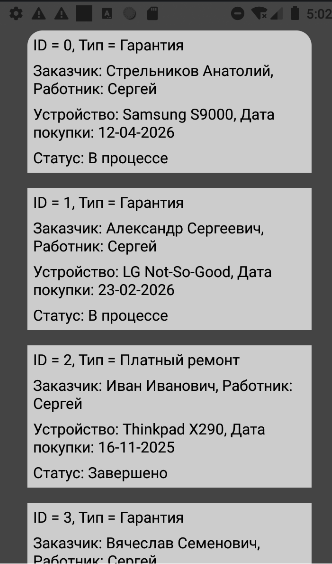 5:02
ID = 0, Тип = Гарантия
Заказчик: Стрельников Анатолий,
Работник: Сергей
Устройство: Samsung S9000, Дата
покупки: 12-04-2026
Статус: В процессе
ID = 1, Тип = Гарантия
Заказчик: Александр Сергеевич,
Работник: Сергей
Устройство: LG Not-So-Good, Дата
покупки: 23-02-2026
Статус: В процессе
ID = 2, Тип = Платный ремонт
Заказчик: Иван Иванович, Работник:
Сергей
Устройство: Thinkpad X290, Дата
покупки: 16-11-2025
Статус: Завершено
ID = 3, Тип = Гарантия
Заказчик: Вячеслав Семенович,
Работник: Сергей